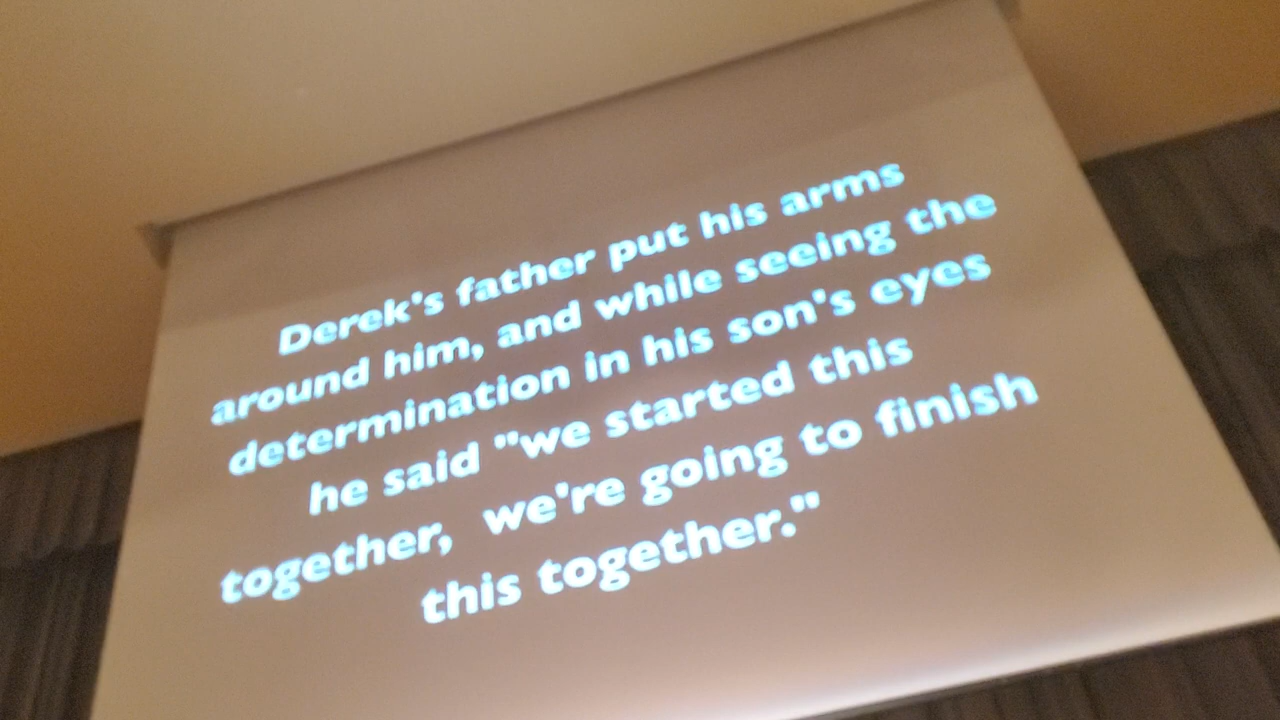 Derek's father put his arms
around him, and while seeing the
determination in his son's eyes
he said "we started this
together, we're going to finish
this together."